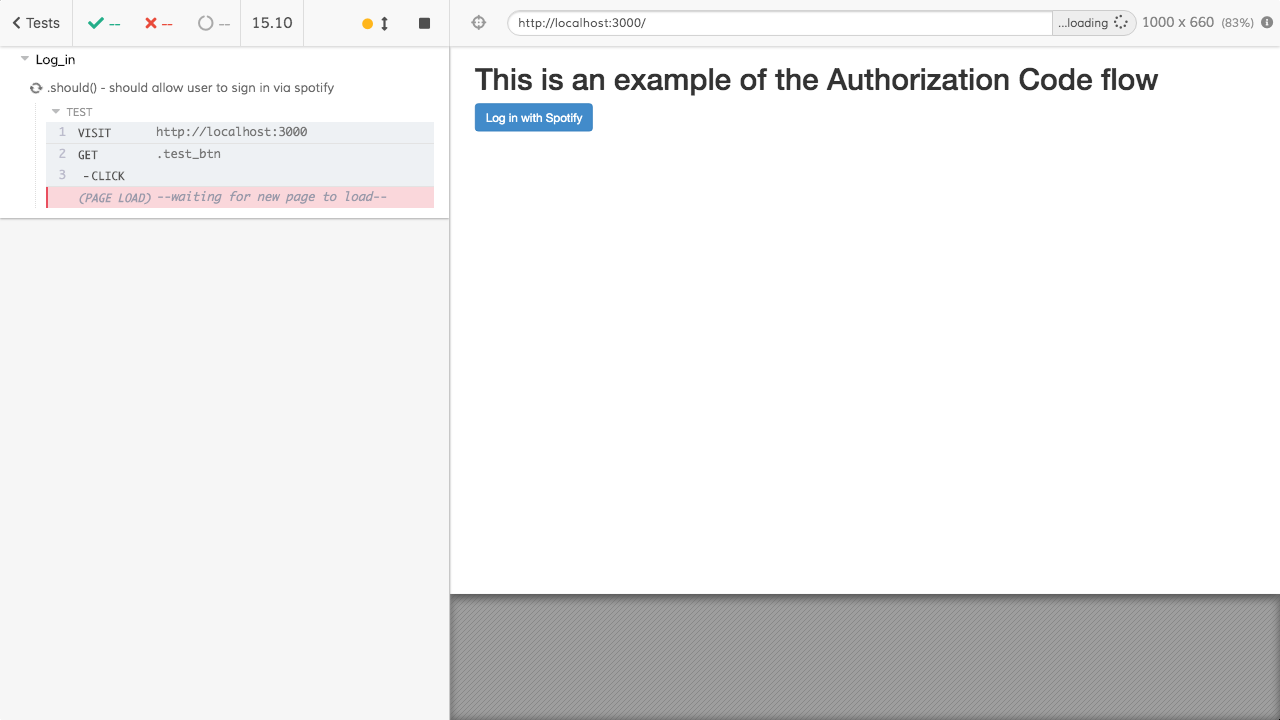 Tests
--
--
--
15.10
http://localhost:3000/
...loading
1000 x 660 (83%)
Log_in
.should() - should allow user to sign in via spotify
TEST
1 VISIT http://localhost:3000
2 GET .test_btn
3 -CLICK
(PAGE LOAD) --waiting for new page to load--
This is an example of the Authorization Code flow
Log in with Spotify